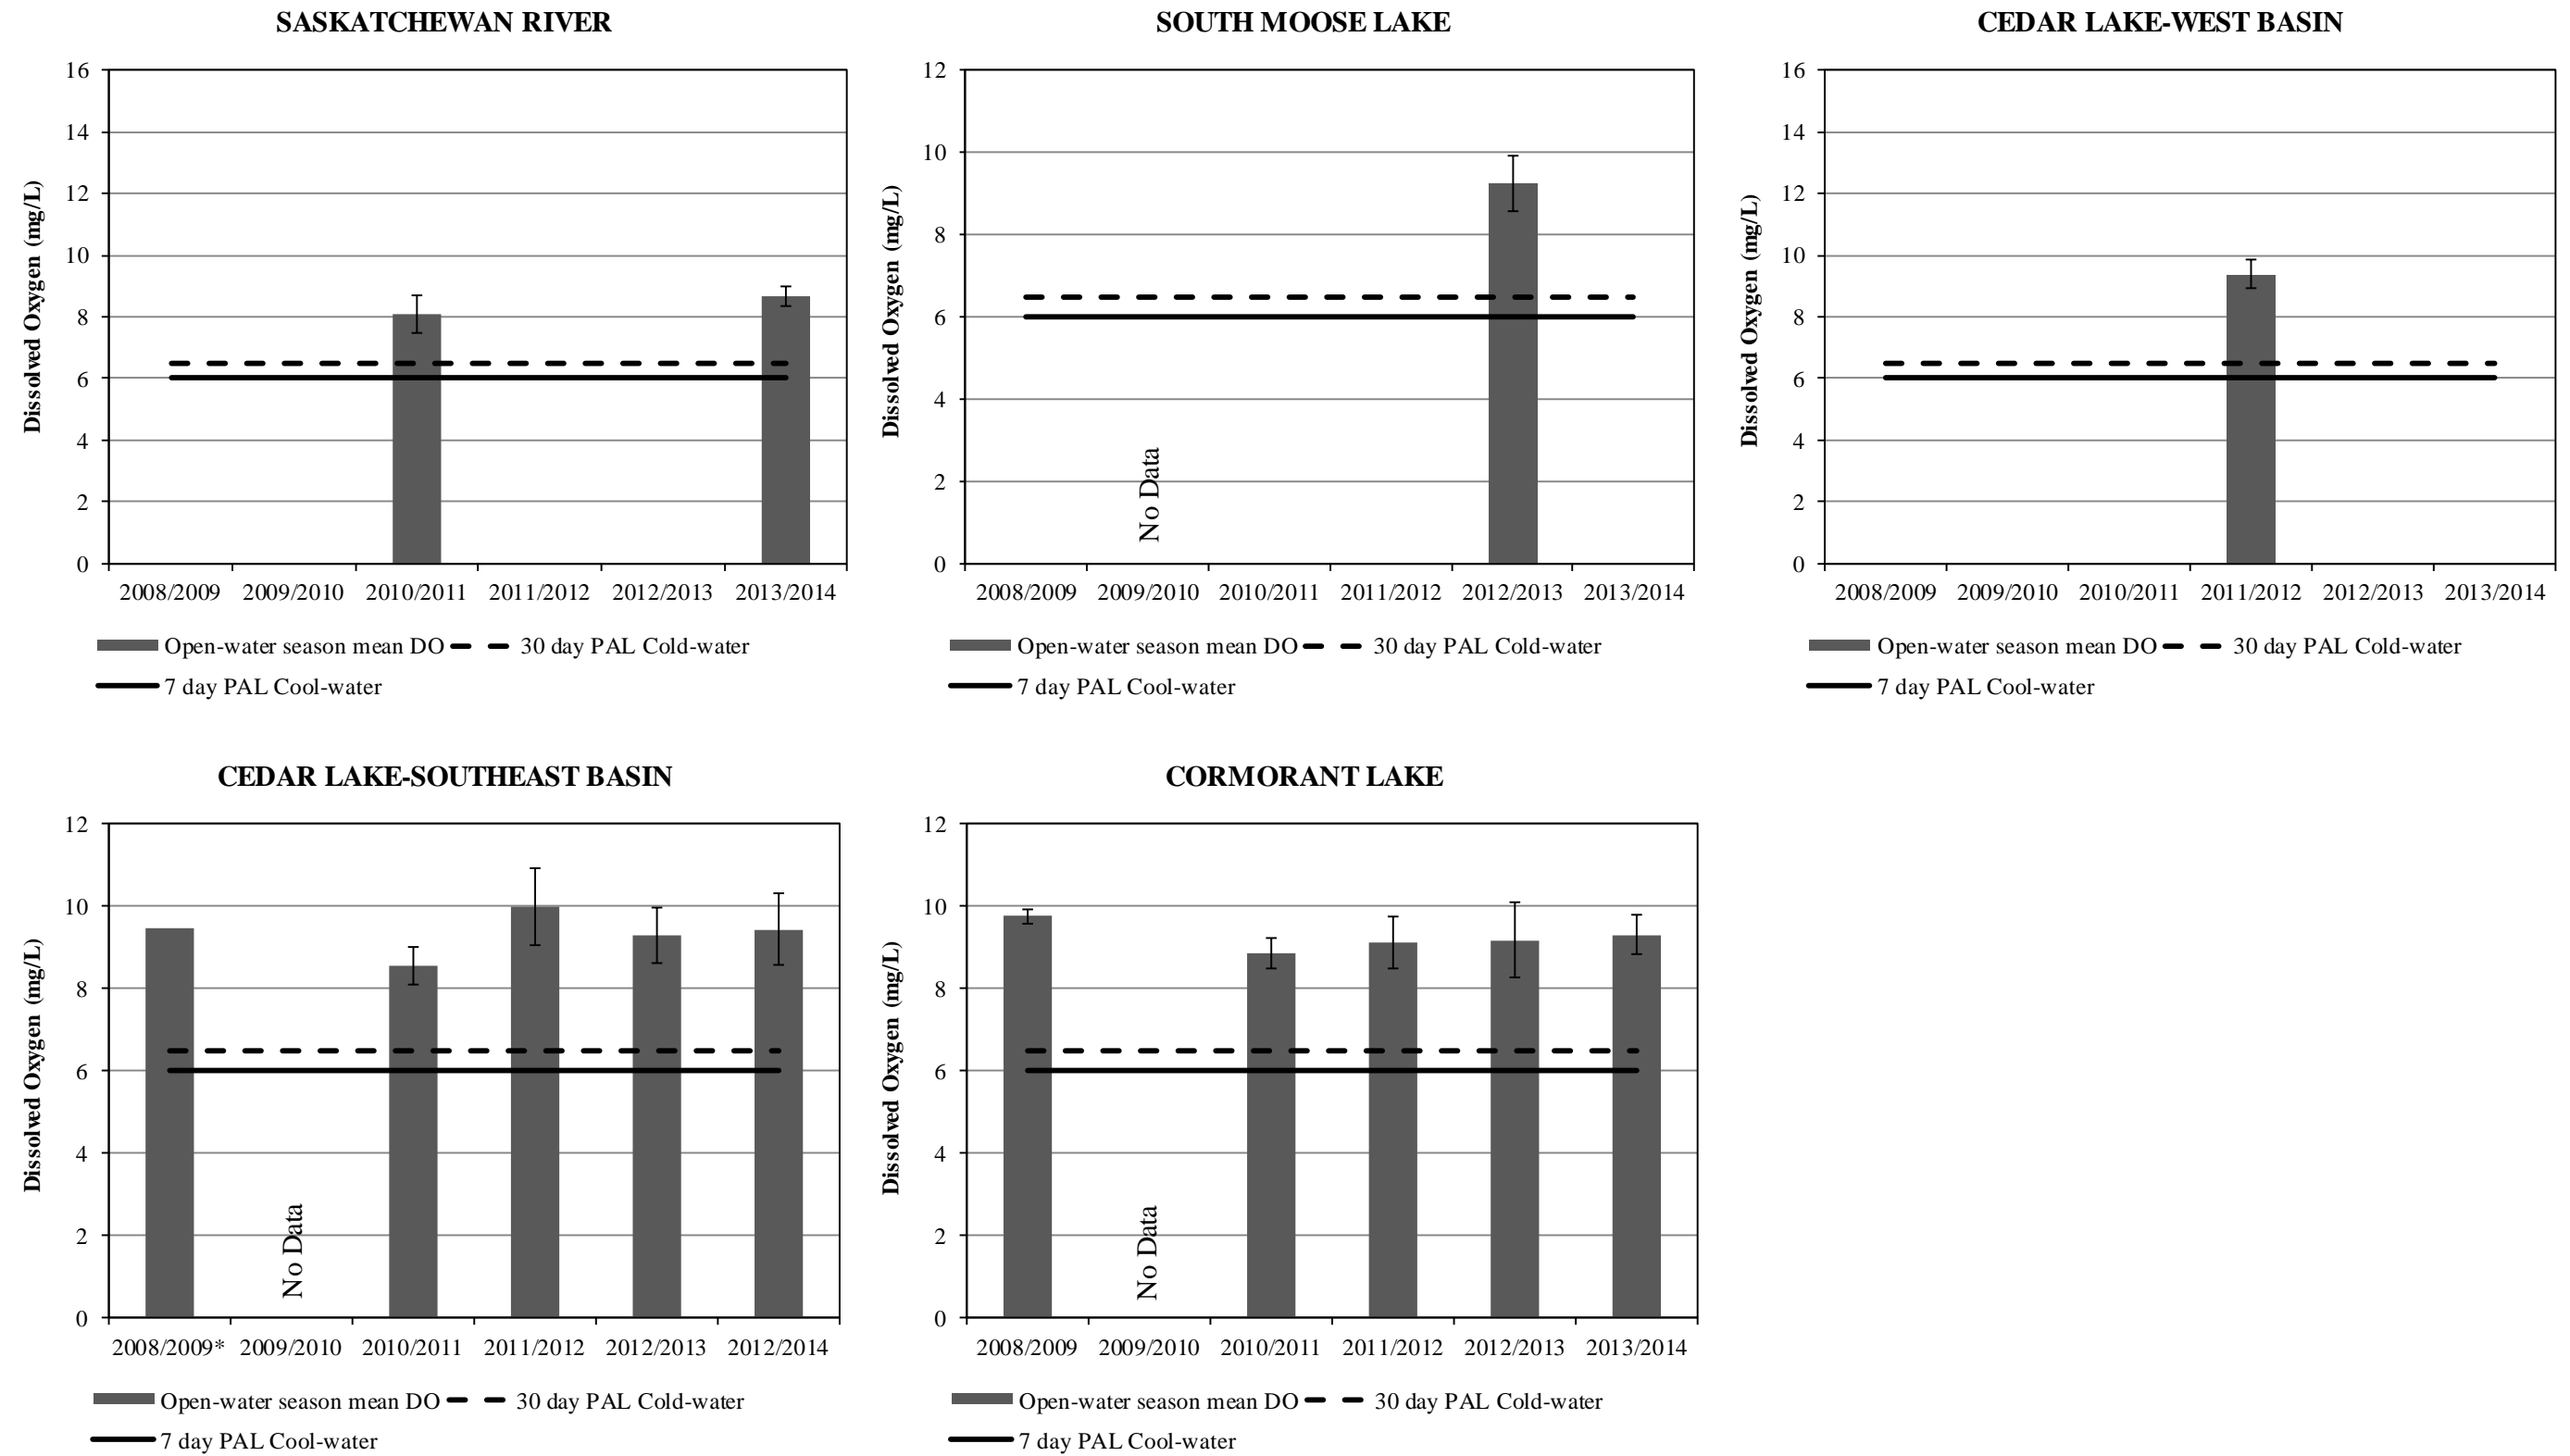 SASKATCHEWAN RIVER
Dissolved Oxygen (mg/L)
16
14
12
10
8
6
4
2
0
2008/2009 2009/2010 2010/2011 2011/2012 2012/2013 2013/2014
Open-water season mean DO 30 day PAL Cold-water
7 day PAL Cool-water
SOUTH MOOSE LAKE
Dissolved Oxygen (mg/L)
12
10
8
6
4
2
0
No Data
2008/2009 2009/2010 2010/2011 2011/2012 2012/2013 2013/2014
Open-water season mean DO 30 day PAL Cold-water
7 day PAL Cool-water
CEDAR LAKE-WEST BASIN
Dissolved Oxygen (mg/L)
16
14
12
10
8
6
4
2
0
2008/2009 2009/2010 2010/2011 2011/2012 2012/2013 2013/2014
Open-water season mean DO 30 day PAL Cold-water
7 day PAL Cool-water
CEDAR LAKE-SOUTHEAST BASIN
Dissolved Oxygen (mg/L)
12
10
8
6
4
2
0
No Data
2008/2009* 2009/2010 2010/2011 2011/2012 2012/2013 2012/2014
Open-water season mean DO 30 day PAL Cold-water
7 day PAL Cool-water
CORMORANT LAKE
Dissolved Oxygen (mg/L)
12
10
8
6
4
2
0
No Data
2008/2009 2009/2010 2010/2011 2011/2012 2012/2013 2013/2014
Open-water season mean DO 30 day PAL Cold-water
7 day PAL Cool-water